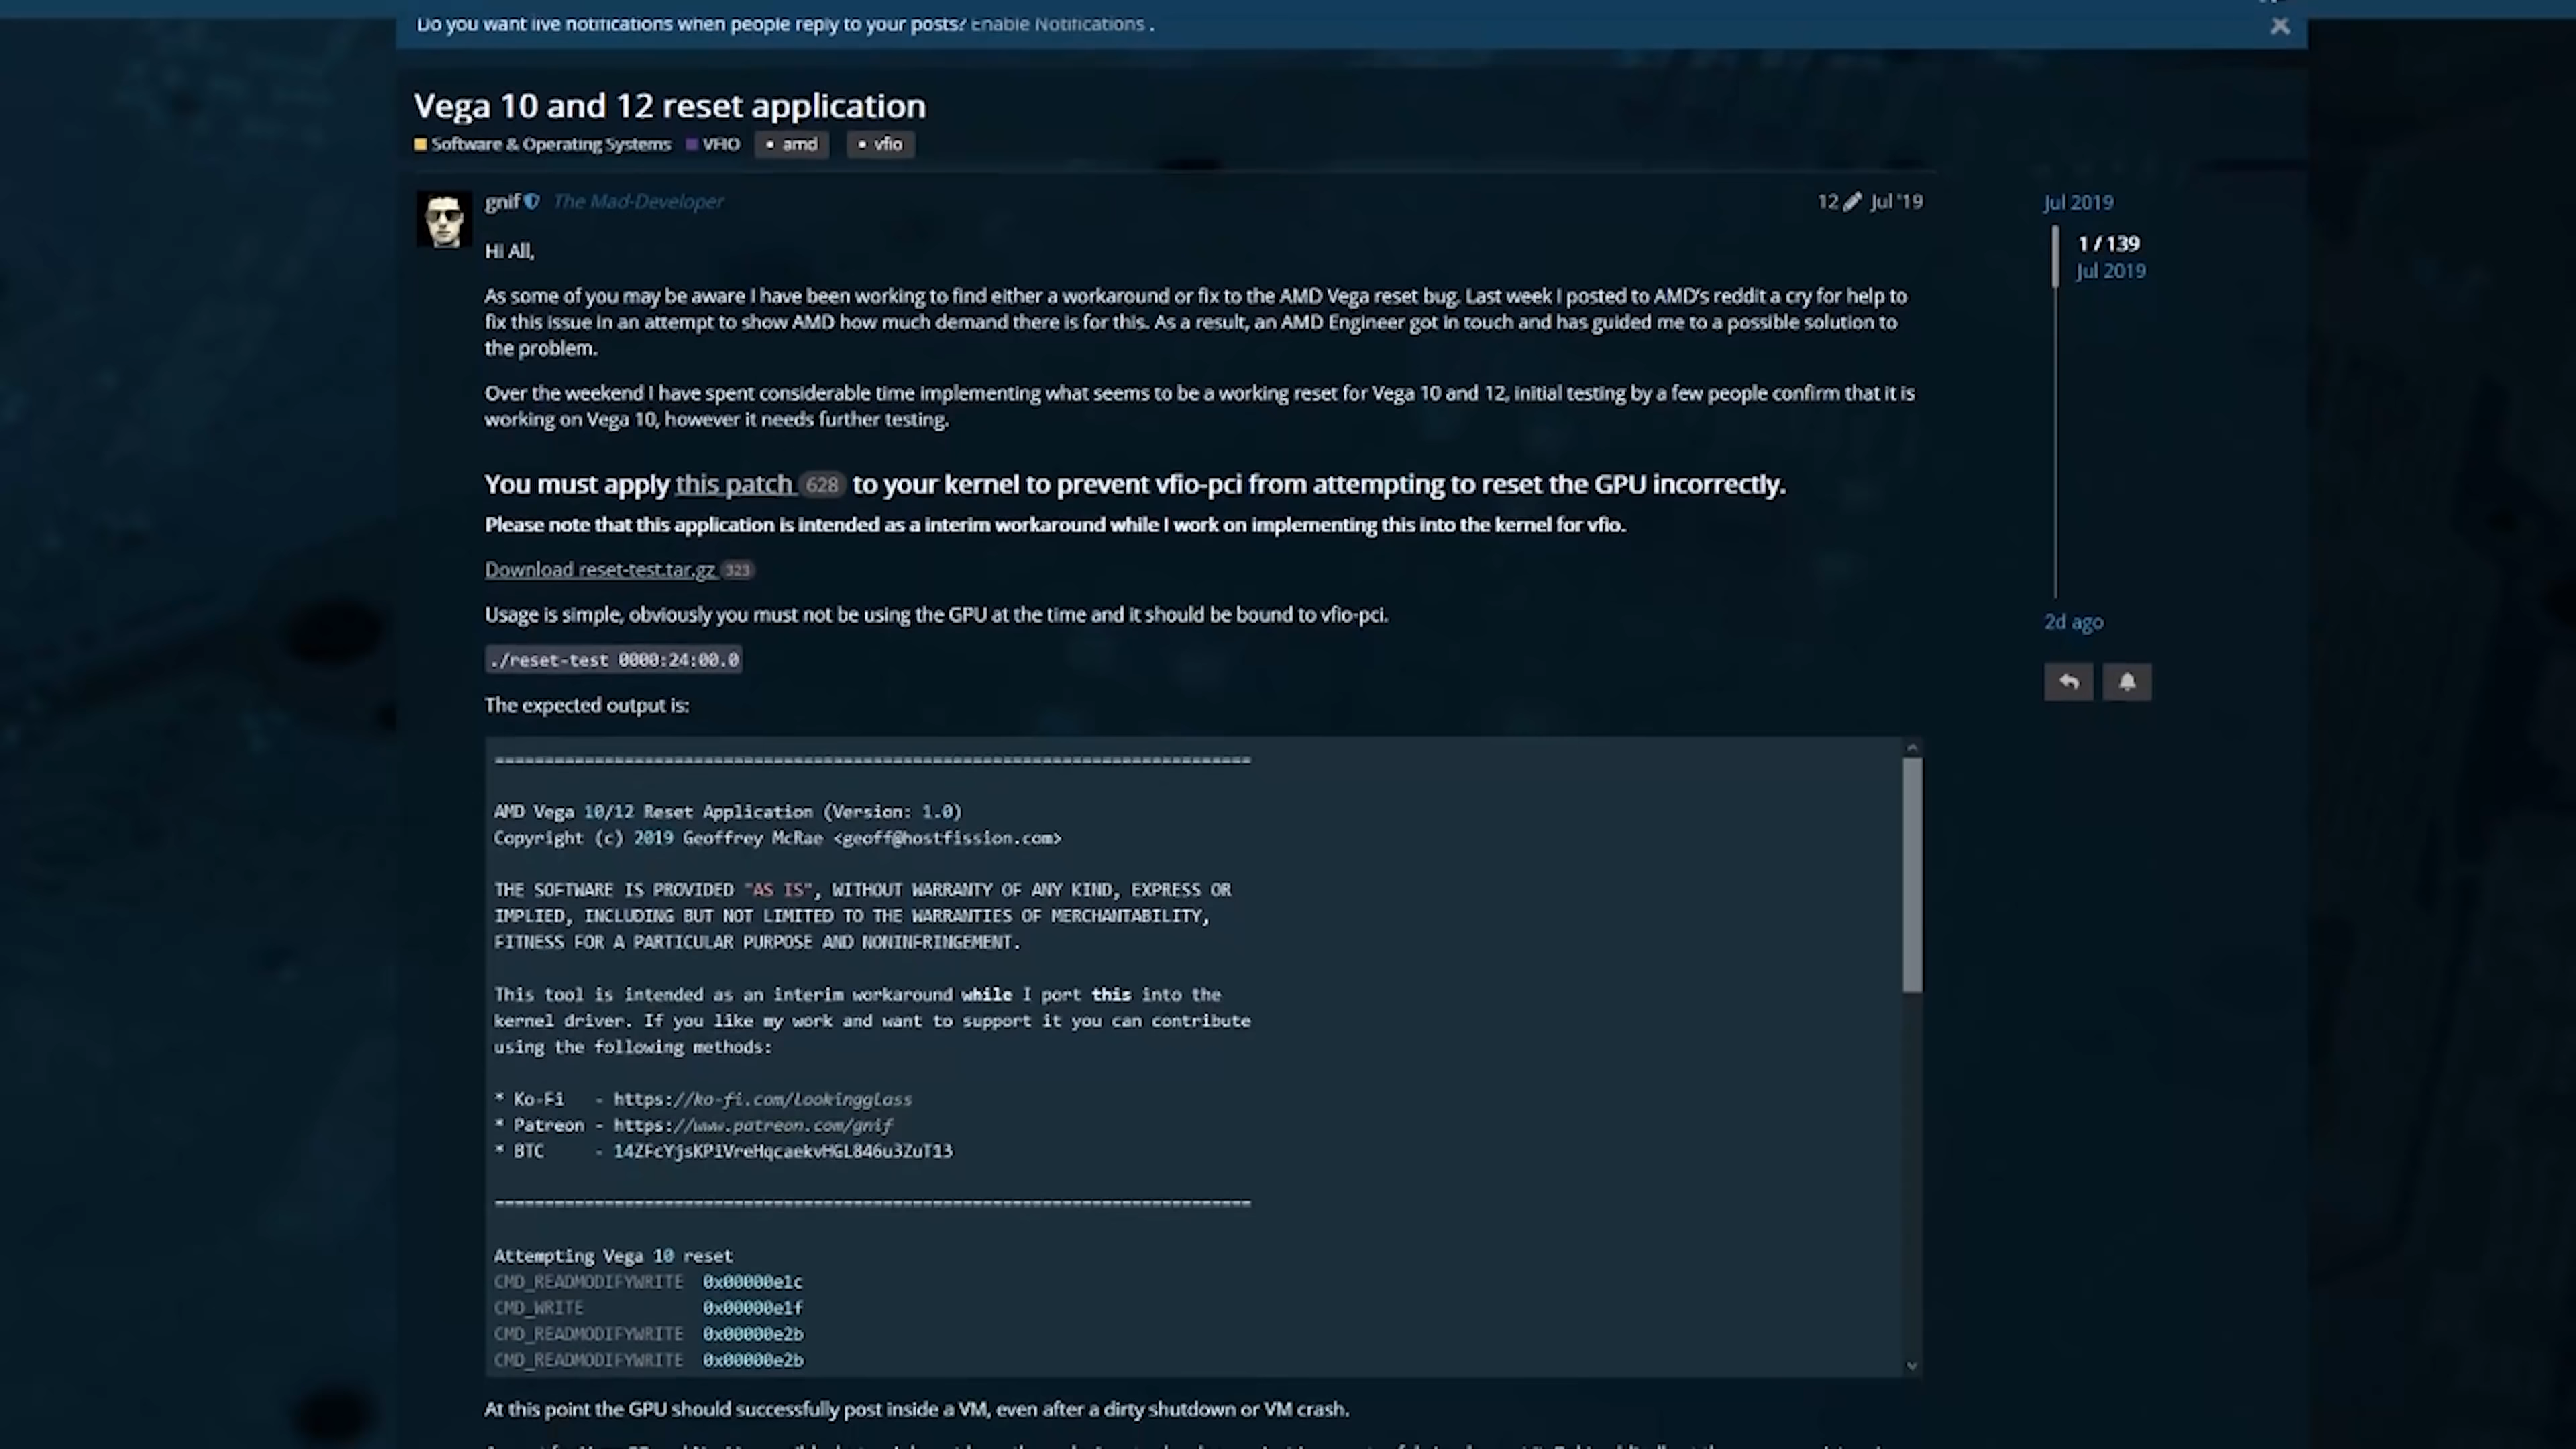 Do you want live notifications when people reply to your posts? Enable Notifications .
Vega 10 and 12 reset application
Software & Operating Systems VFIO • amd • vfio
gnif The Mad-Developer 12 Jul '19
Hi All,
As some of you may be aware I have been working to find either a workaround or fix to the AMD Vega reset bug. Last week I posted to AMD's reddit a cry for help to
fix this issue in an attempt to show AMD how much demand there is for this. As a result, an AMD Engineer got in touch and has guided me to a possible solution to
the problem.
Over the weekend I have spent considerable time implementing what seems to be a working reset for Vega 10 and 12, initial testing by a few people confirm that it is
working on Vega 10, however it needs further testing.
You must apply this patch 628 to your kernel to prevent vfio-pci from attempting to reset the GPU incorrectly.
Please note that this application is intended as a interim workaround while I work on implementing this into the kernel for vfio.
Download reset-test.tar.gz 323
Usage is simple, obviously you must not be using the GPU at the time and it should be bound to vfio-pci.
./reset-test 0000:24:00.0
The expected output is:
============================================================================
AMD Vega 10/12 Reset Application (Version: 1.0)
Copyright (c) 2019 Geoffrey McRae <geoff@hostfission.com>
THE SOFTWARE IS PROVIDED "AS IS", WITHOUT WARRANTY OF ANY KIND, EXPRESS OR
IMPLIED, INCLUDING BUT NOT LIMITED TO THE WARRANTIES OF MERCHANTABILITY,
FITNESS FOR A PARTICULAR PURPOSE AND NONINFRINGEMENT.
This tool is intended as an interim workaround while I port this into the
kernel driver. If you like my work and want to support it you can contribute
using the following methods:
* Ko-Fi - https://ko-fi.com/lookingglass
* Patreon - https://www.patreon.com/gnif
* BTC - 14ZFcYjsKPiVreHqcaekvHGL846u3ZuT13
============================================================================
Attempting Vega 10 reset
CMD_READMODIFYWRITE 0x00000e1c
CMD_WRITE 0x00000e1f
CMD_READMODIFYWRITE 0x00000e2b
CMD_READMODIFYWRITE 0x00000e2b
At this point the GPU should successfully post inside a VM, even after a dirty shutdown or VM crash.
Jul 2019
1 / 139
Jul 2019
2d ago